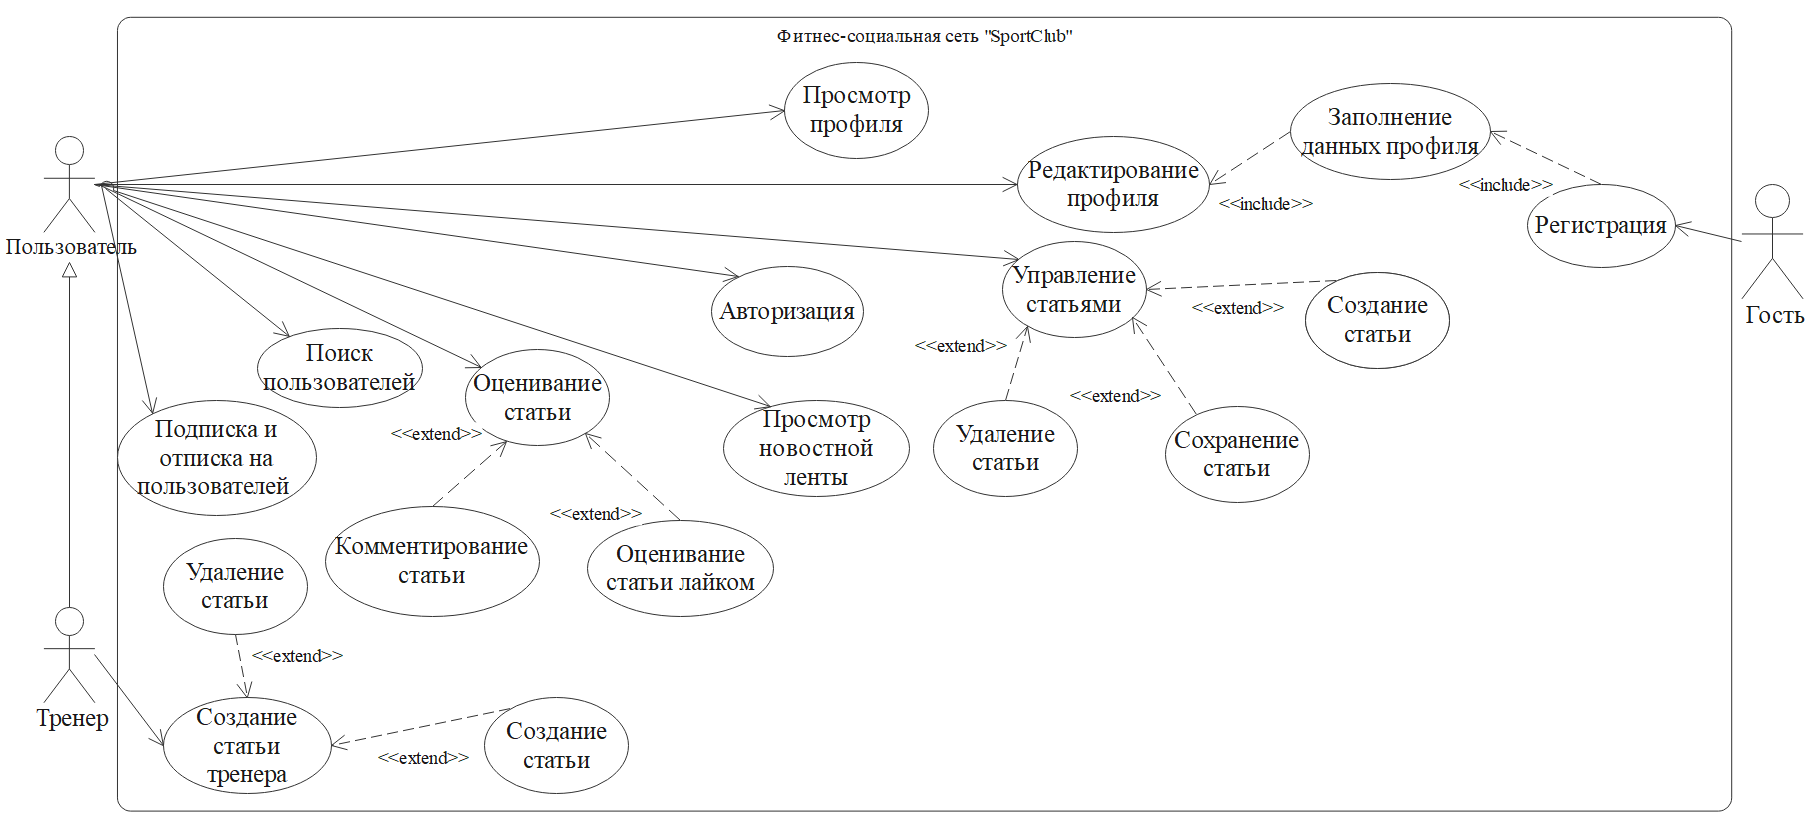 Фитнес-социальная сеть "SportClub"
Просмотр
профиля
Заполнение
данных профиля
Редактирование
профиля
<<include>>
<<include>>
Регистрация
Пользователь
Гость
Управление
статьями
Авторизация
<<extend>>
Создание
статьи
<<extend>>
Поиск
пользователей
Оценивание
статьи
<<extend>>
<<extend>>
Просмотр
новостной
ленты
Подписка и
отписка на
пользователей
Удаление
статьи
Сохранение
статьи
<<extend>>
Комментирование
статьи
Оценивание
статьи лайком
Удаление
статьи
<<extend>>
Тренер
Создание
статьи
тренера
<<extend>>
Создание
статьи